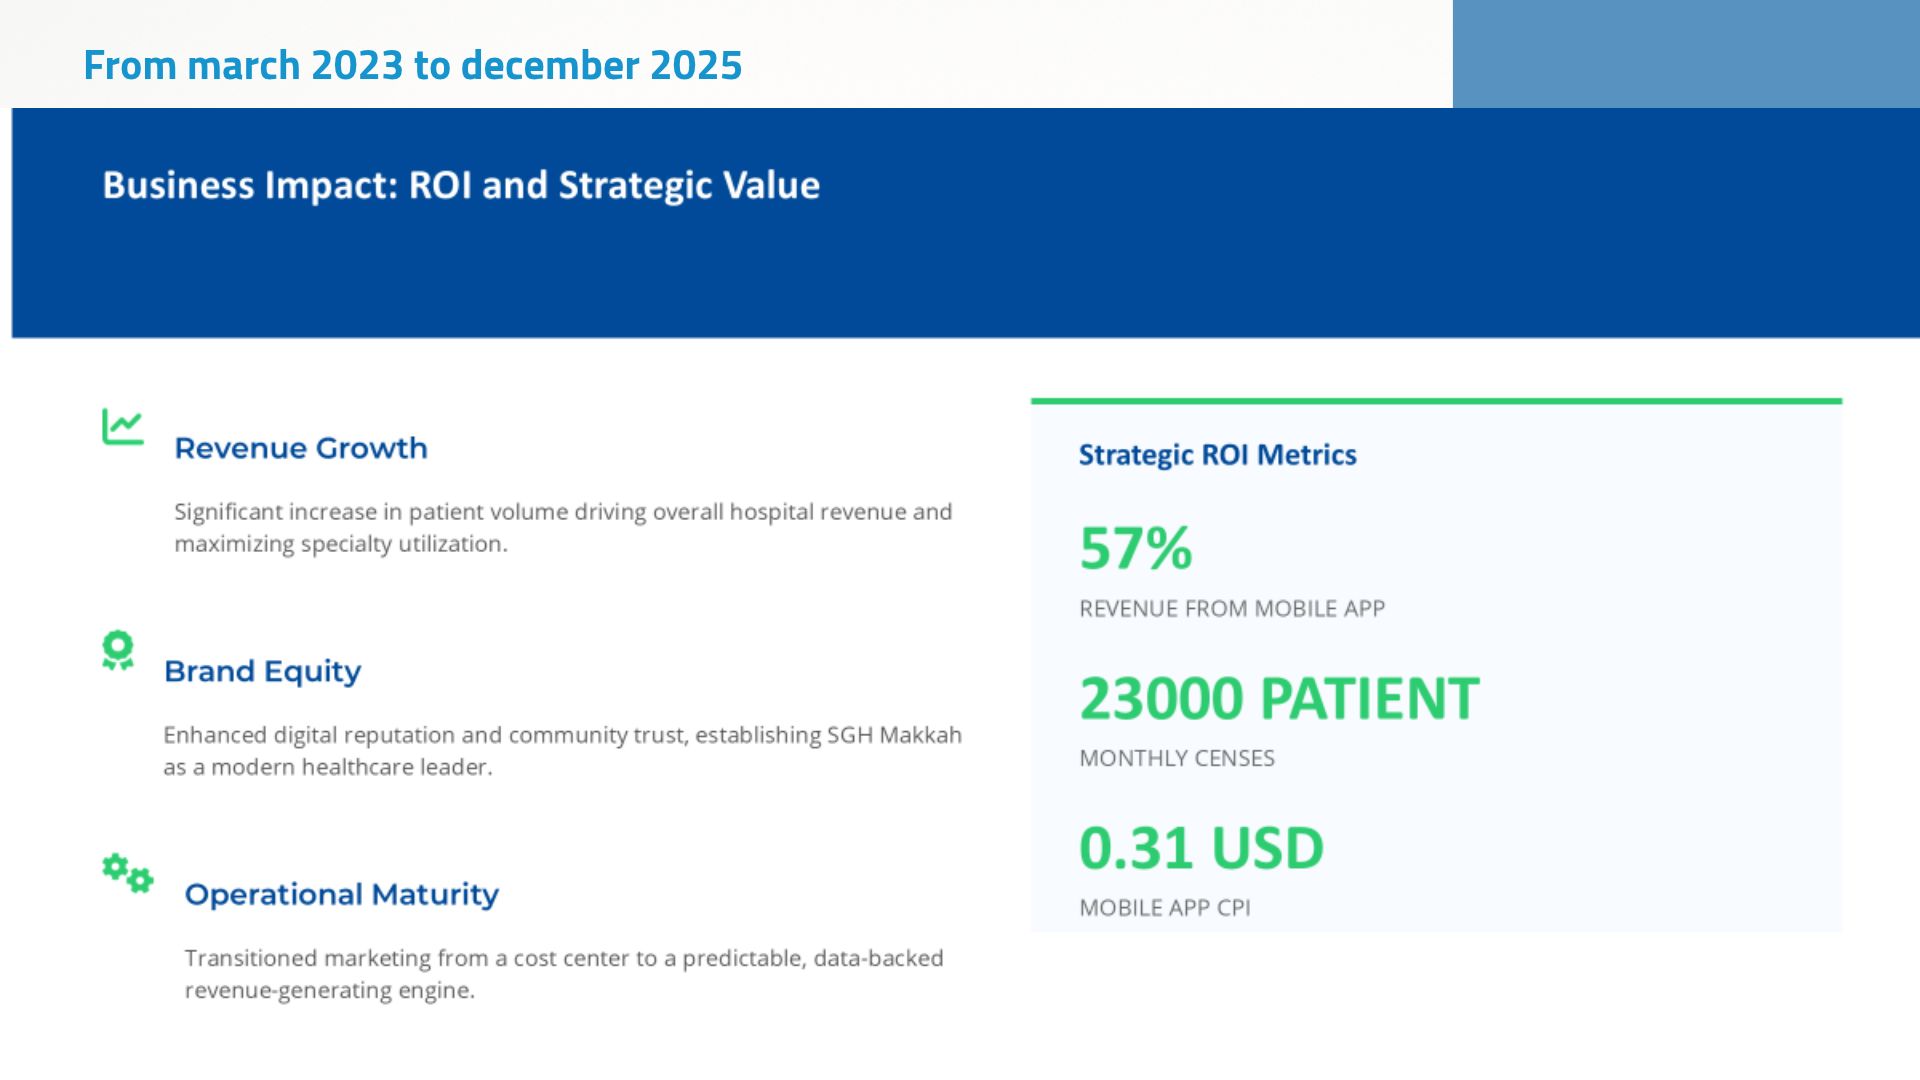 From march 2023 to december 2025
Business Impact: ROI and Strategic Value
Revenue Growth
Significant increase in patient volume driving overall hospital revenue and
maximizing specialty utilization.
Brand Equity
Enhanced digital reputation and community trust, establishing SGH Makkah
as a modern healthcare leader.
Operational Maturity
Transitioned marketing from a cost center to a predictable, data-backed
revenue-generating engine.
Strategic ROI Metrics
57%
REVENUE FROM MOBILE APP
23000 PATIENT
MONTHLY CENSES
0.31 USD
MOBILE APP CPI